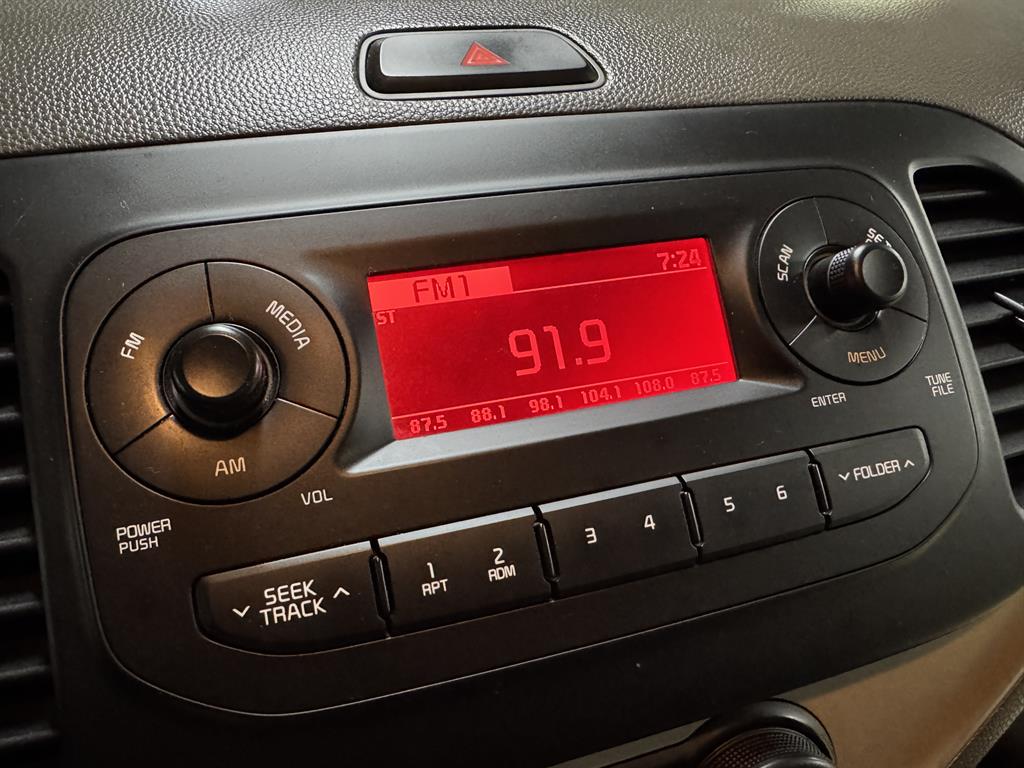 FM1
7:24
ST
91.9
87.5 88.1 98.1 104.1 108.0 87.5
FM
MEDIA
AM
VOL
POWER
PUSH
SCAN
MENU
ENTER
TUNE
FILE
SEEK
TRACK
1
RPT
2
RDM
3
4
5
6
FOLDER